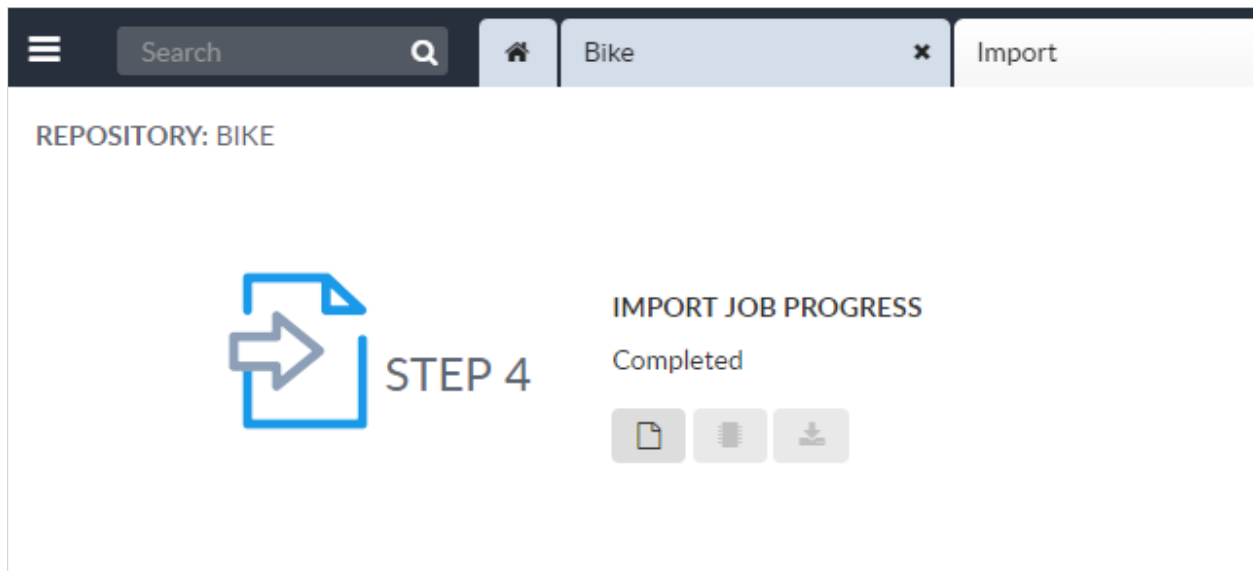 Search
Bike
Import
REPOSITORY: BIKE
STEP 4
IMPORT JOB PROGRESS
Completed